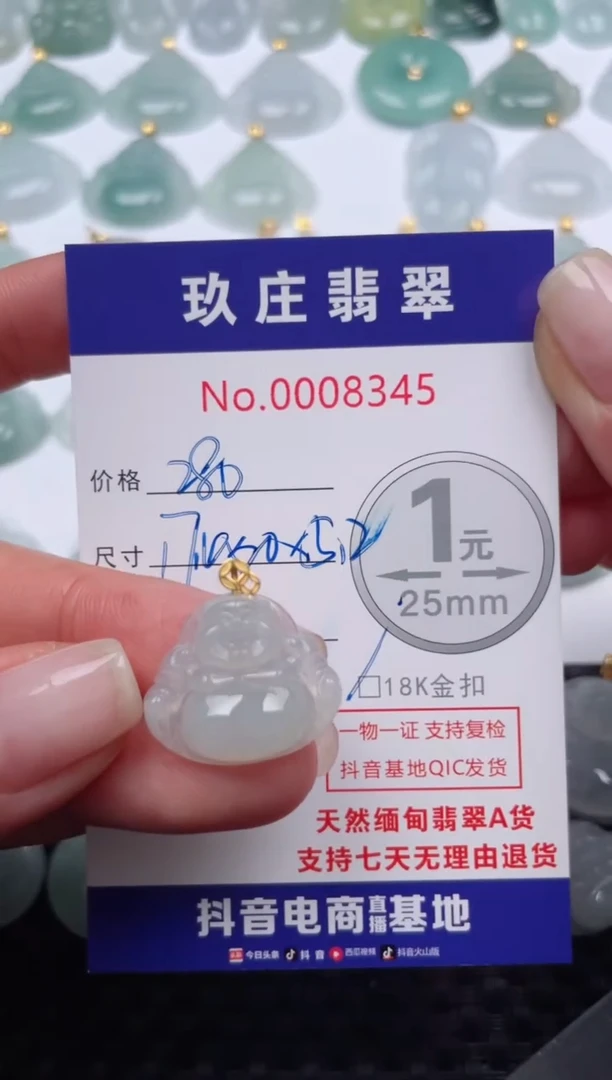 玖庄翡翠
No.0008345
价格 280
尺寸
1元
25mm
18K金扣
一物一证 支持复检
抖音基地QIC发货
天然缅甸翡翠A货
支持七天无理由退货
抖音电商直播基地
今日头条 抖音 西瓜视频 抖音火山版